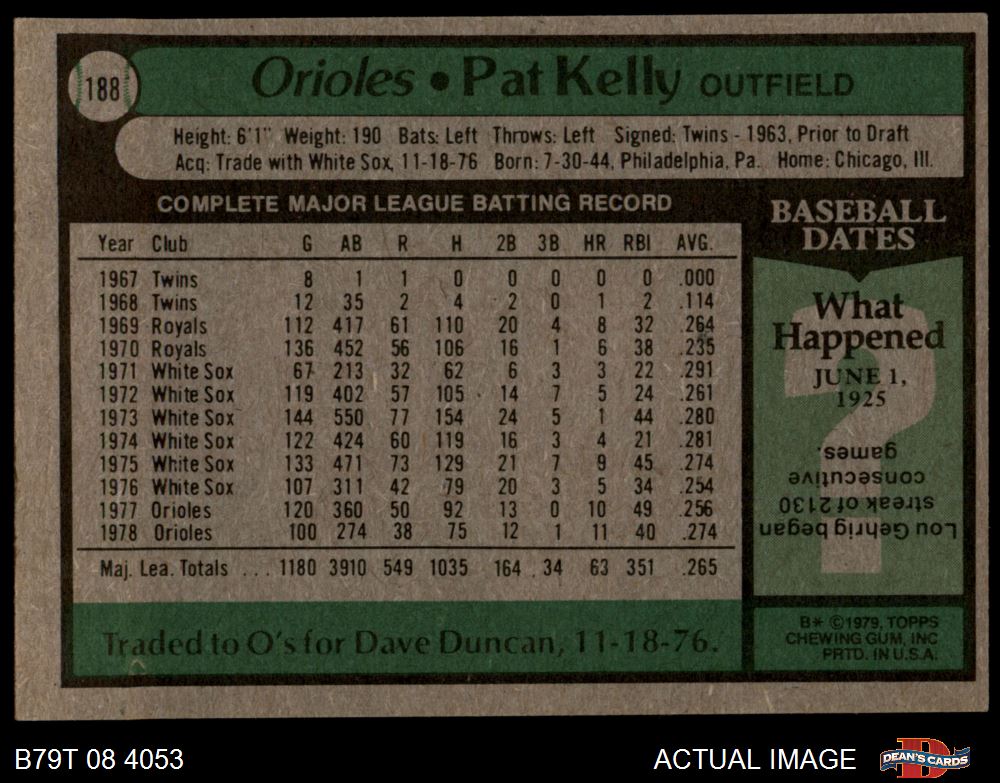 188
Orioles • Pat Kelly OUTFIELD
Height: 6'1" Weight: 190 Bats: Left Throws: Left Signed: Twins - 1963, Prior to Draft
Acq: Trade with White Sox, 11-18-76 Born: 7-30-44, Philadelphia, Pa. Home: Chicago, Ill.
COMPLETE MAJOR LEAGUE BATTING RECORD
Year Club G AB R H 2B 3B HR RBI AVG.
1967 Twins 8 1 1 0 0 0 0 0 .000
1968 Twins 12 35 2 4 2 0 1 2 .114
1969 Royals 112 417 61 110 20 4 8 32 .264
1970 Royals 136 452 56 106 16 1 6 38 .235
1971 White Sox 67 213 32 62 6 3 3 22 .291
1972 White Sox 119 402 57 105 14 7 5 24 .261
1973 White Sox 144 550 77 154 24 5 1 44 .280
1974 White Sox 122 424 60 119 16 3 4 21 .281
1975 White Sox 133 471 73 129 21 7 9 45 .274
1976 White Sox 107 311 42 79 20 3 5 34 .254
1977 Orioles 120 360 50 92 13 0 10 49 .256
1978 Orioles 100 274 38 75 12 1 11 40 .274
Maj. Lea. Totals ... 1180 3910 549 1035 164 34 63 351 .265
Traded to O's for Dave Duncan, 11-18-76.
BASEBALL
DATES
What
Happened
JUNE 1,
1925
Lou Gehrig began
streak of 2130
consecutive
games.
B* ©1979, TOPPS
CHEWING GUM, INC
PRTD. IN U.S.A.
B79T 08 4053
ACTUAL IMAGE
DEAN'S CARDS